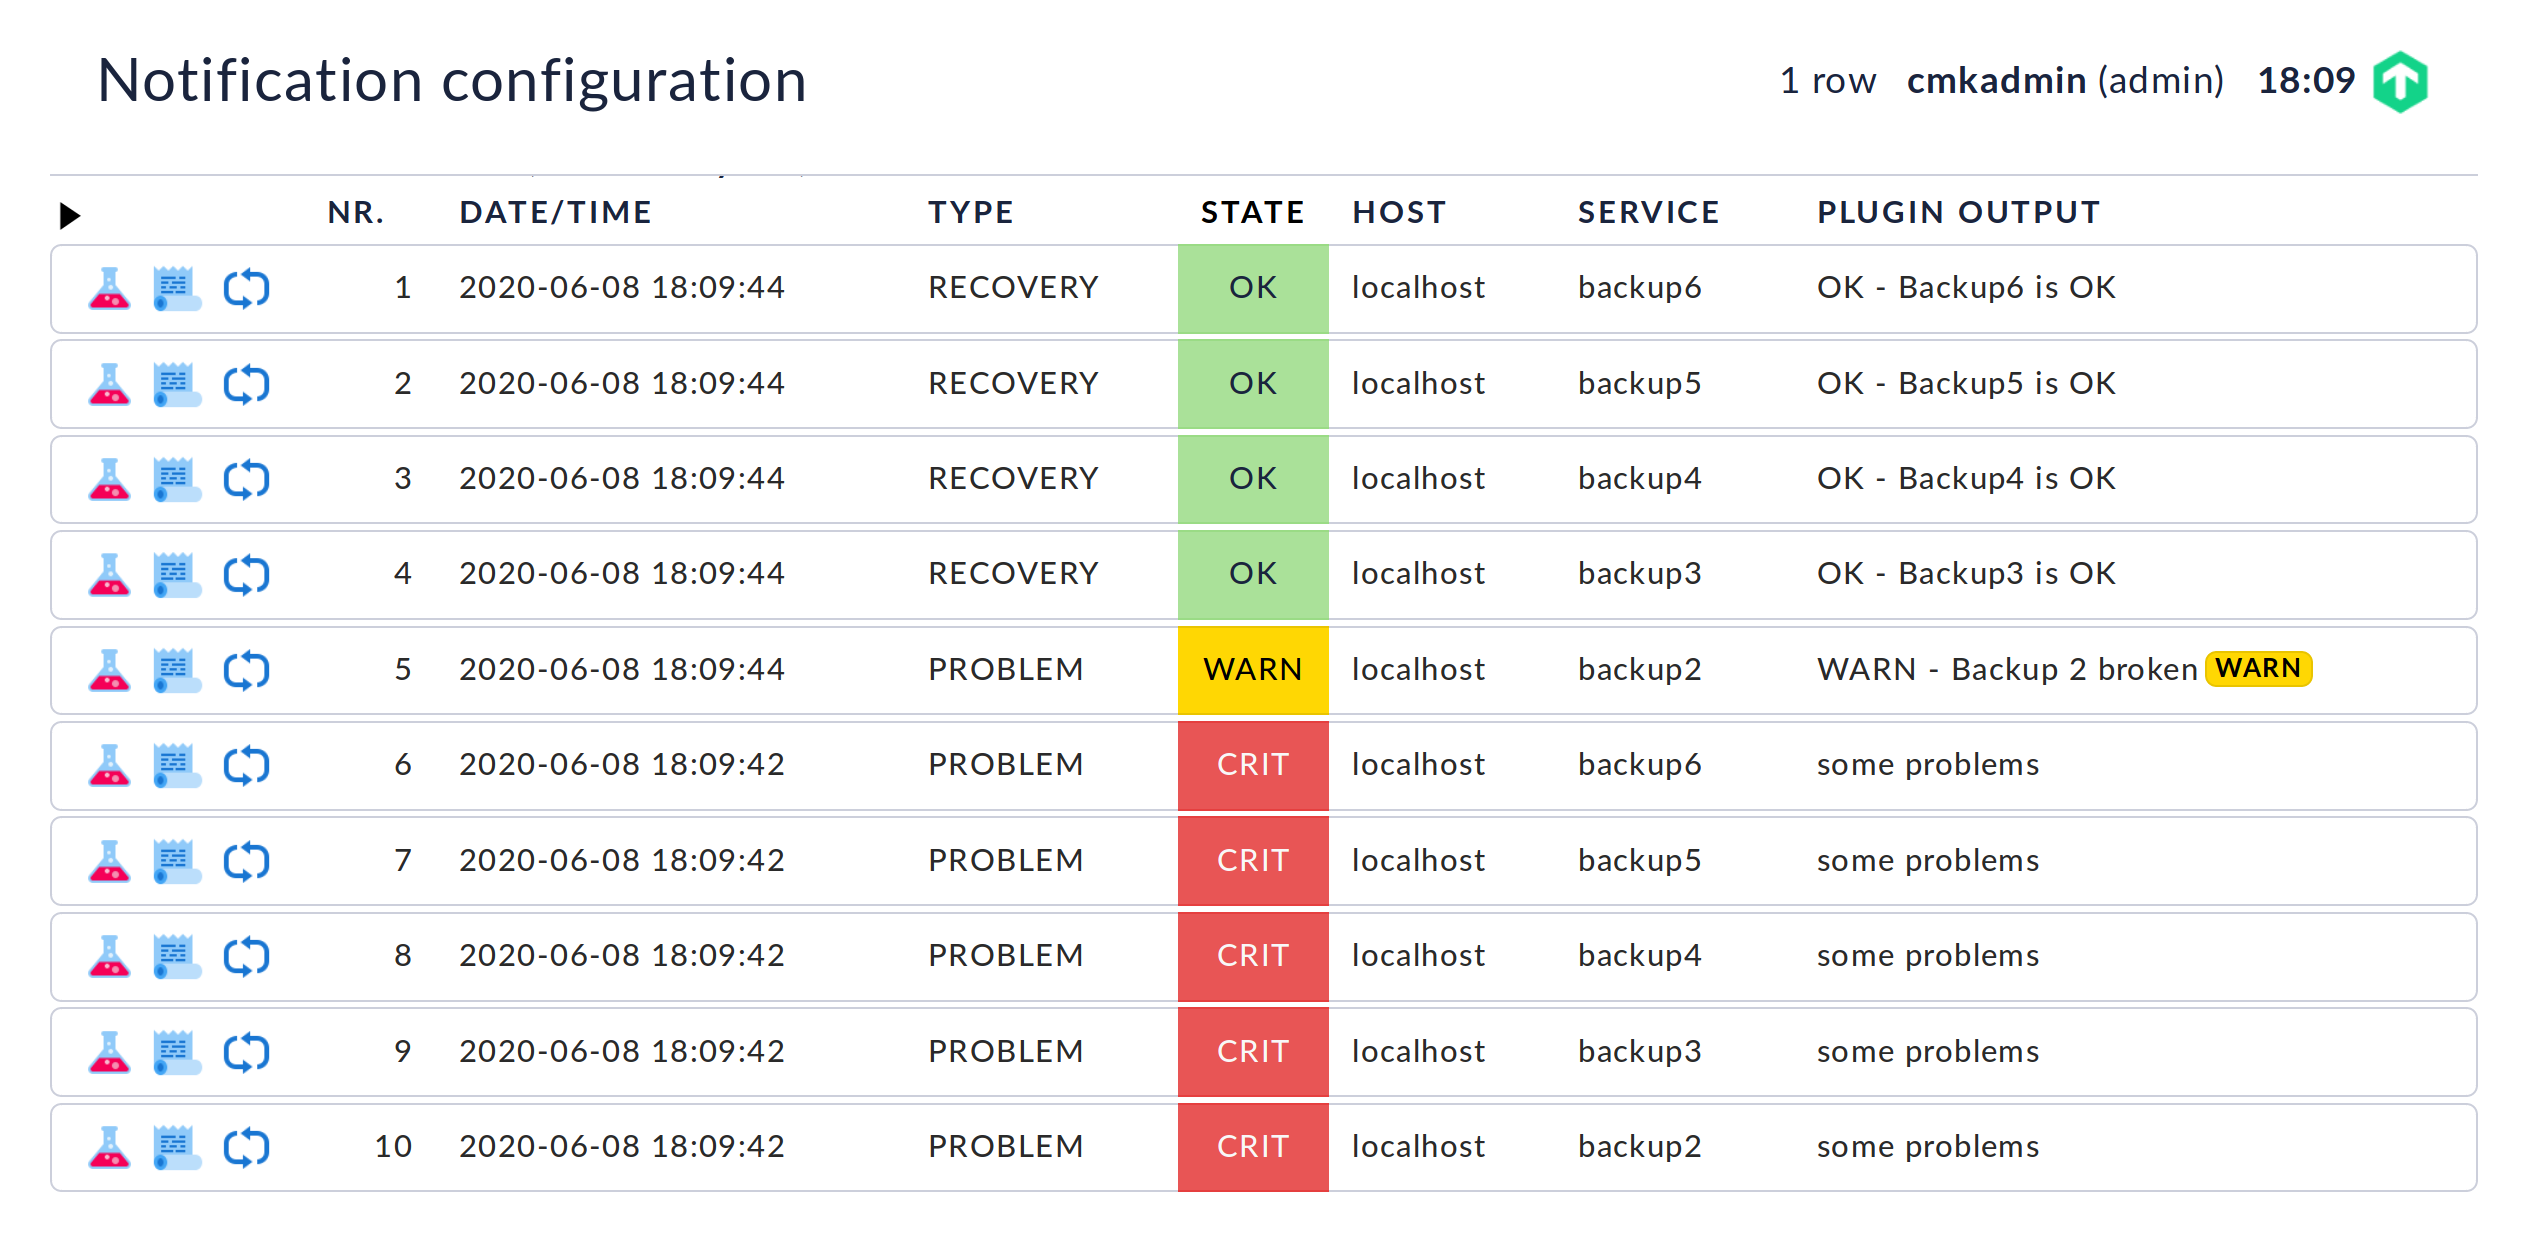 Notification configuration 1 row cmkadmin (admin) 18:09
NR. DATE/TIME TYPE STATE HOST SERVICE PLUGIN OUTPUT
1 2020-06-08 18:09:44 RECOVERY OK localhost backup6 OK - Backup6 is OK
2 2020-06-08 18:09:44 RECOVERY OK localhost backup5 OK - Backup5 is OK
3 2020-06-08 18:09:44 RECOVERY OK localhost backup4 OK - Backup4 is OK
4 2020-06-08 18:09:44 RECOVERY OK localhost backup3 OK - Backup3 is OK
5 2020-06-08 18:09:44 PROBLEM WARN localhost backup2 WARN - Backup 2 broken WARN
6 2020-06-08 18:09:42 PROBLEM CRIT localhost backup6 some problems
7 2020-06-08 18:09:42 PROBLEM CRIT localhost backup5 some problems
8 2020-06-08 18:09:42 PROBLEM CRIT localhost backup4 some problems
9 2020-06-08 18:09:42 PROBLEM CRIT localhost backup3 some problems
10 2020-06-08 18:09:42 PROBLEM CRIT localhost backup2 some problems